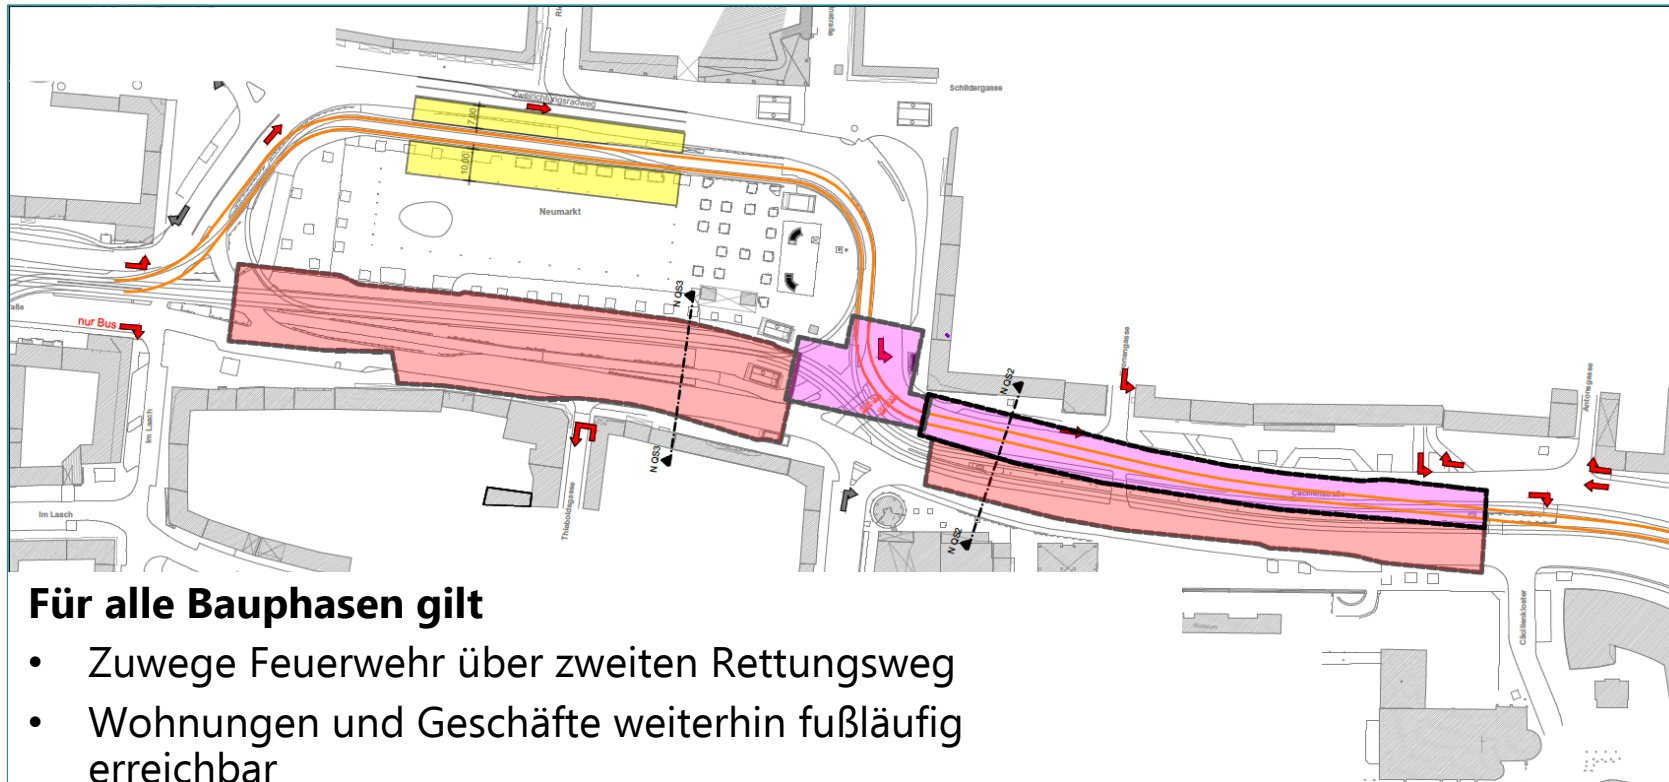 Schildergasse
Zweirichtungsradweg
7,00
10,00
Neumarkt
N QS3
nur Bus
N QS2
Antonsgasse
Im Laach
N QS3
Cäcilienstraße
Thieboldsgasse
Im Laach
N QS2
Cäcilienkloster
Museum
Für alle Bauphasen gilt
• Zuwege Feuerwehr über zweiten Rettungsweg
• Wohnungen und Geschäfte weiterhin fußläufig
erreichbar